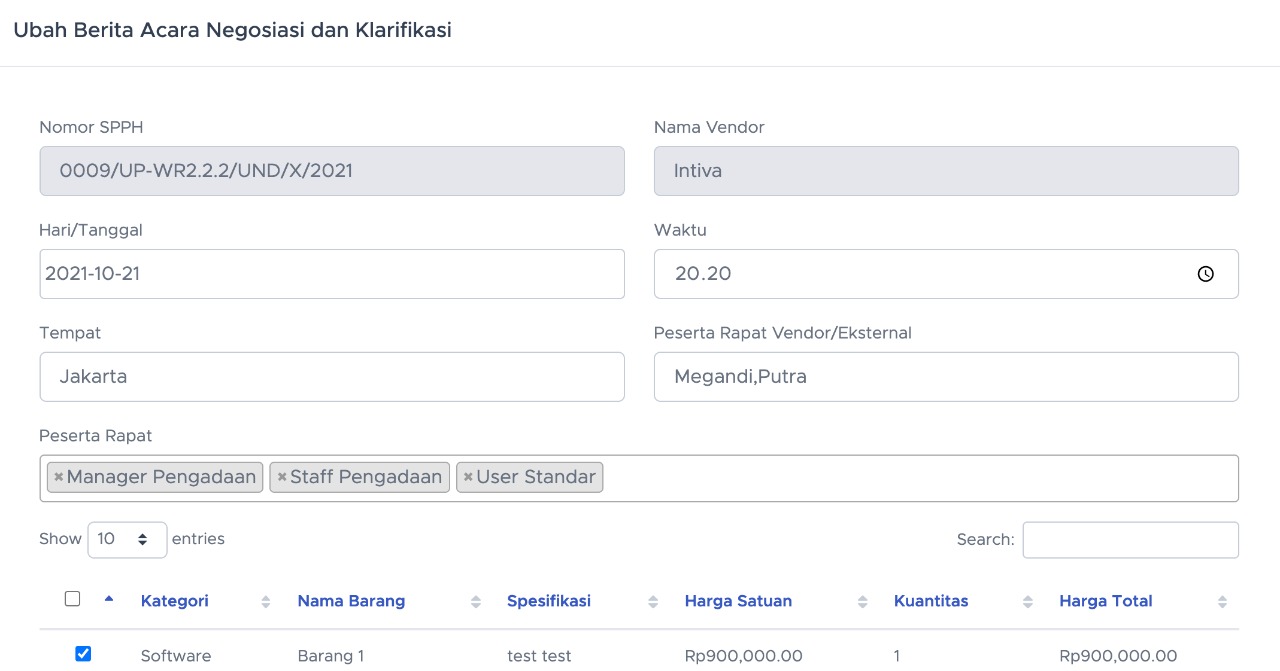 Ubah Berita Acara Negosiasi dan Klarifikasi
Nomor SPPH
Nama Vendor
0009/UP-WR2.2.2/UND/X/2021
Intiva
Hari/Tanggal
Waktu
2021-10-21
20.20
Tempat
Peserta Rapat Vendor/Eksternal
Jakarta
Megandi,Putra
Peserta Rapat
×Manager Pengadaan ×Staff Pengadaan ×User Standar
Show 10 entries
Search:
Kategori Nama Barang Spesifikasi Harga Satuan Kuantitas Harga Total
Software Barang 1 test test Rp900,000.00 1 Rp900,000.00